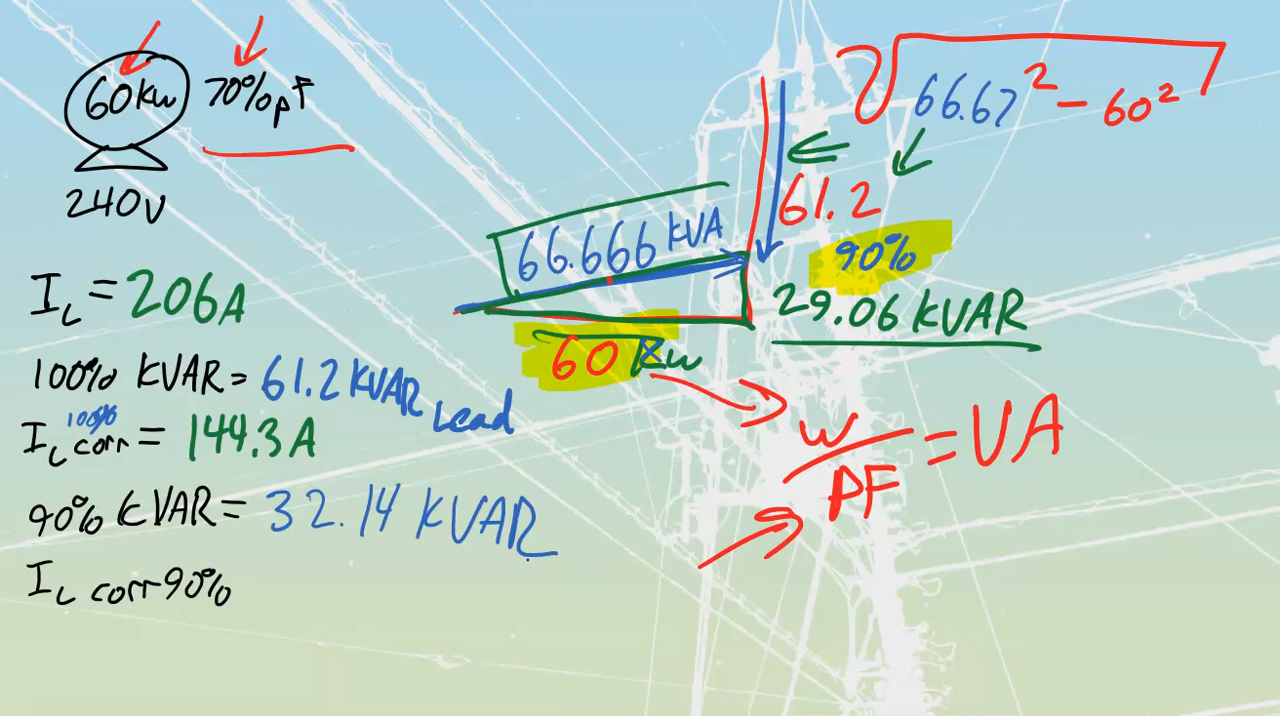 60KW 70% pF
240V
IL = 206A
100% KVAR = 61.2 KVAR Lead
IL corr 100% = 144.3 A
90% KVAR = 32.14 KVAR
IL corr 90%
66.67² - 60²
61.2
66.666 KVA
90%
29.06 KVAR
60 Kw
W/PF = VA